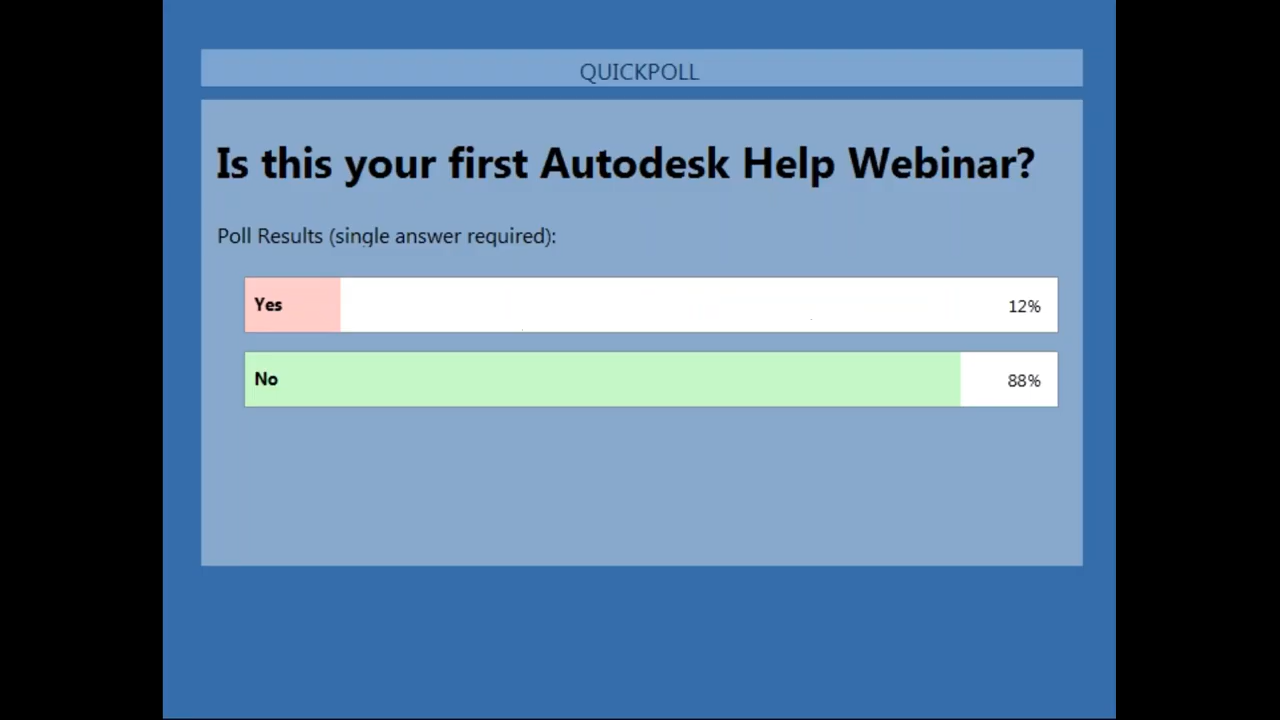 QUICKPOLL
Is this your first Autodesk Help Webinar?
Poll Results (single answer required):
Yes 12%
No 88%